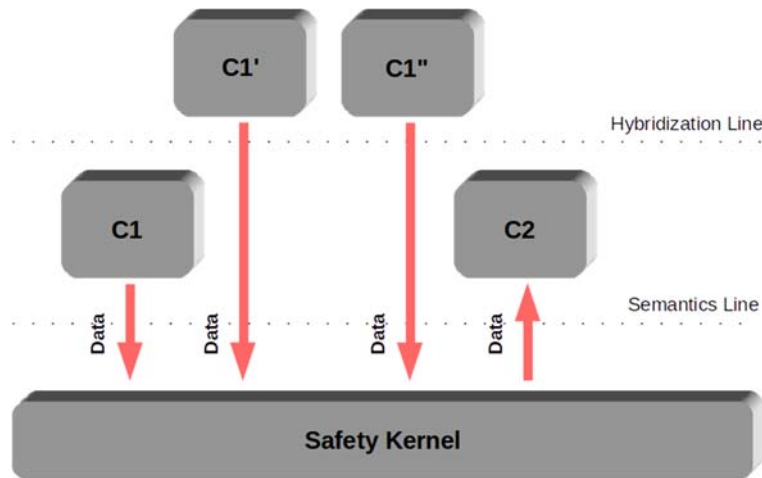 C1'
C1"
Hybridization Line
C1
C2
Semantics Line
Data
Data
Data
Data
Safety Kernel